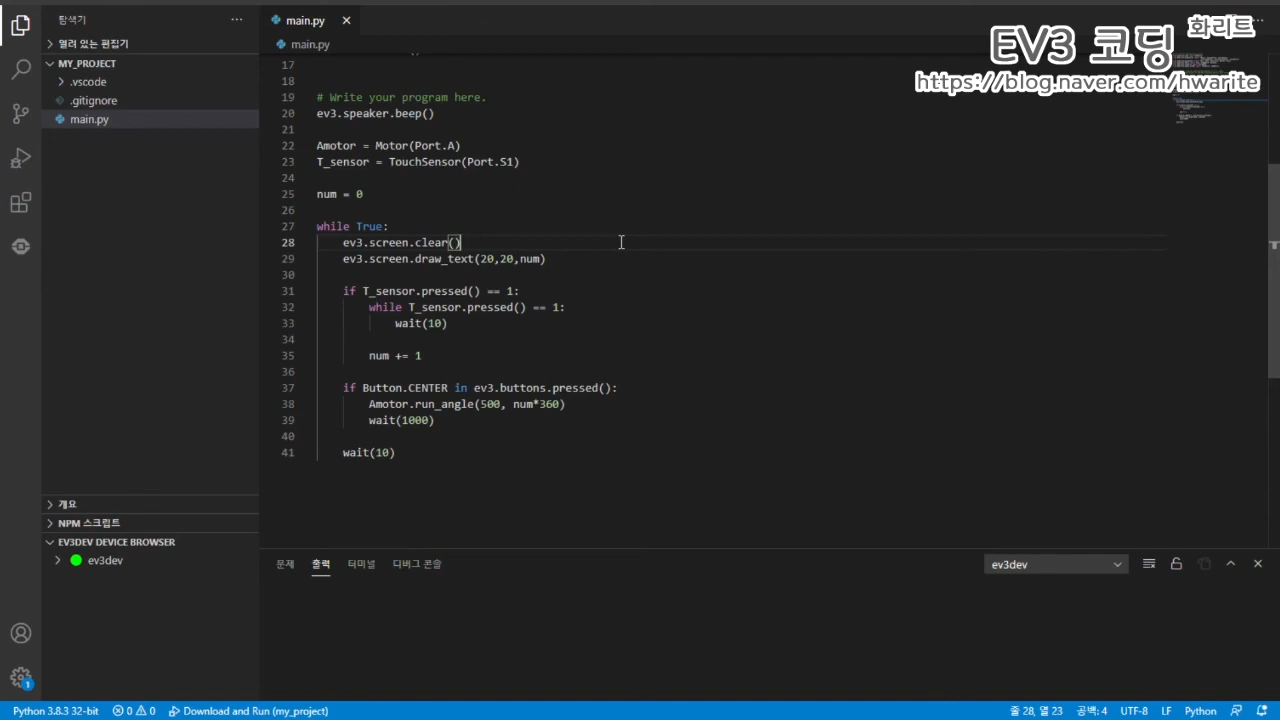 탐색기
main.py
EV3 코딩 화리트
https://blog.naver.com/hwarite
열려 있는 편집기
main.py
MY_PROJECT
.vscode
.gitignore
main.py
17
18
19 # Write your program here.
20 ev3.speaker.beep()
21
22 Amotor = Motor(Port.A)
23 T_sensor = TouchSensor(Port.S1)
24
25 num = 0
26
27 while True:
28 ev3.screen.clear()
29 ev3.screen.draw_text(20,20,num)
30
31 if T_sensor.pressed() == 1:
32 while T_sensor.pressed() == 1:
33 wait(10)
34
35 num += 1
36
37 if Button.CENTER in ev3.buttons.pressed():
38 Amotor.run_angle(500, num*360)
39 wait(1000)
40
41 wait(10)
개요
NPM 스크립트
EV3DEV DEVICE BROWSER
ev3dev
문제 출력 터미널 디버그 콘솔
ev3dev
1
Python 3.8.3 32-bit 0 0 Download and Run (my_project) 줄 28, 열 23 공백: 4 UTF-8 LF Python